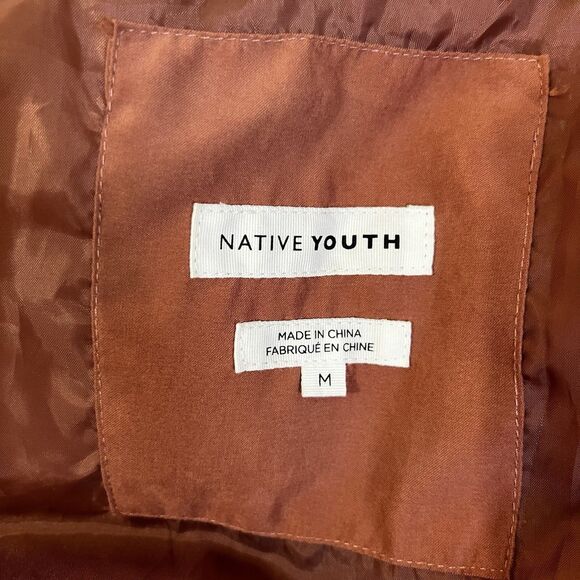 NATIVE YOUTH
MADE IN CHINA
FABRIQUÉ EN CHINE
M